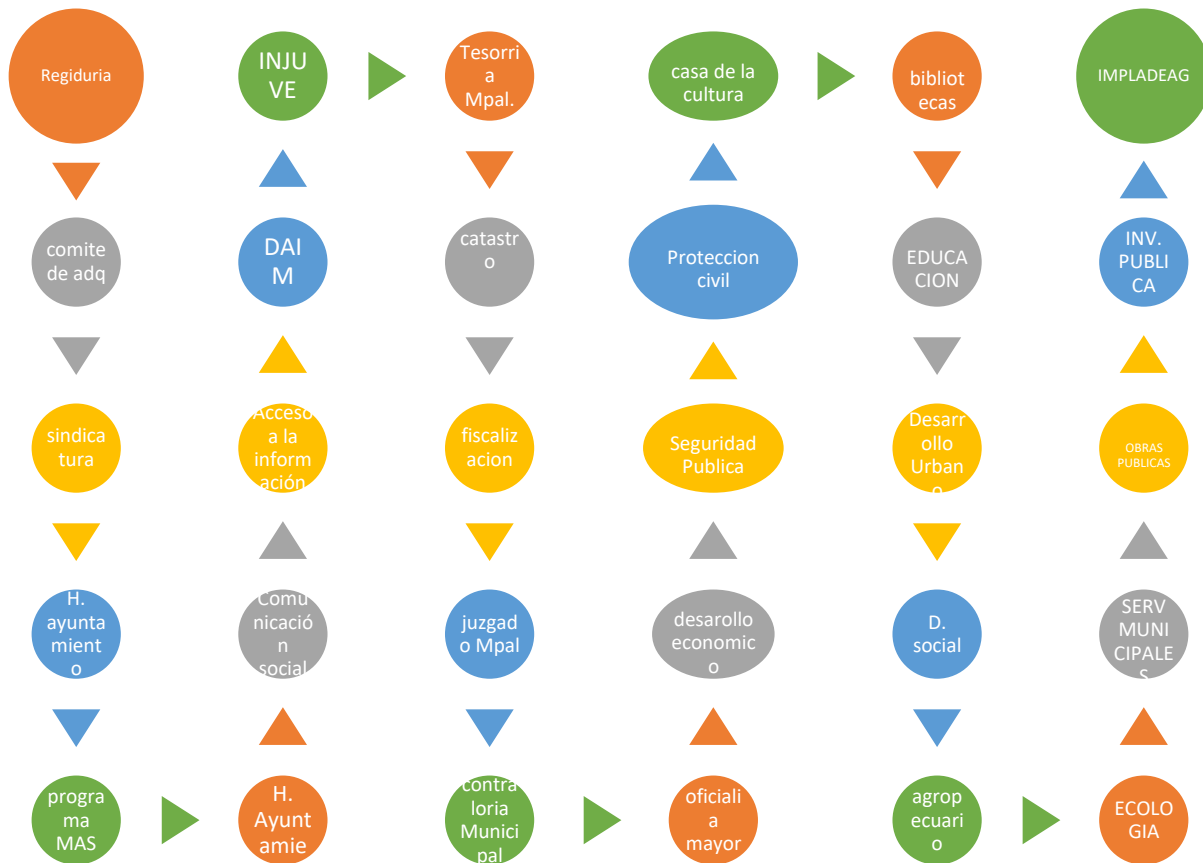 Regiduria
comite
de adq
sindica
tura
H.
ayunta
mient
o
progra
ma
MAS
H.
Ayunt
amie
Comu
nicació
n
social
Acceso
a la
inform
ación
DAI
M
INJU
VE
Tesorri
a
Mpal.
catastr
o
fiscaliz
acion
juzgad
o Mpal
contra
loria
Munici
pal
oficiali
a
mayor
desarollo
economic
o
Seguridad
Publica
Proteccion
civil
casa de la
cultura
bibliot
ecas
EDUCA
CION
Desarr
ollo
Urban
o
D.
social
agrop
ecuari
o
ECOLO
GIA
SERV
MUNI
CIPALE
S
OBRAS
PUBLICAS
INV.
PUBLI
CA
IMPLADEAG